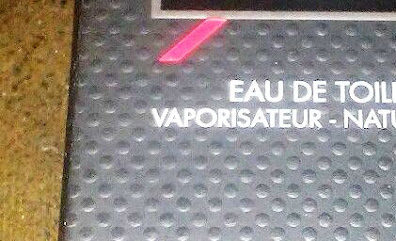 EAU DE TOIL
VAPORISATEUR - NATU